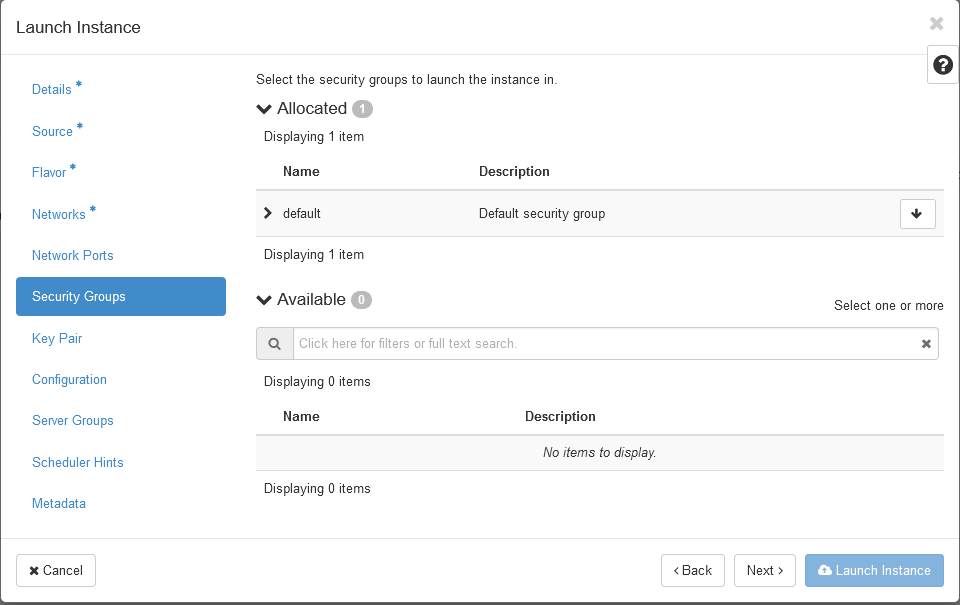 Launch Instance
Details *
Source *
Flavor *
Networks *
Network Ports
Security Groups
Key Pair
Configuration
Server Groups
Scheduler Hints
Metadata
Select the security groups to launch the instance in.
Allocated 1
Displaying 1 item
Name Description
default Default security group
Displaying 1 item
Available 0
Select one or more
Click here for filters or full text search.
Displaying 0 items
Name Description
No items to display.
Displaying 0 items
Cancel
Back
Next
Launch Instance